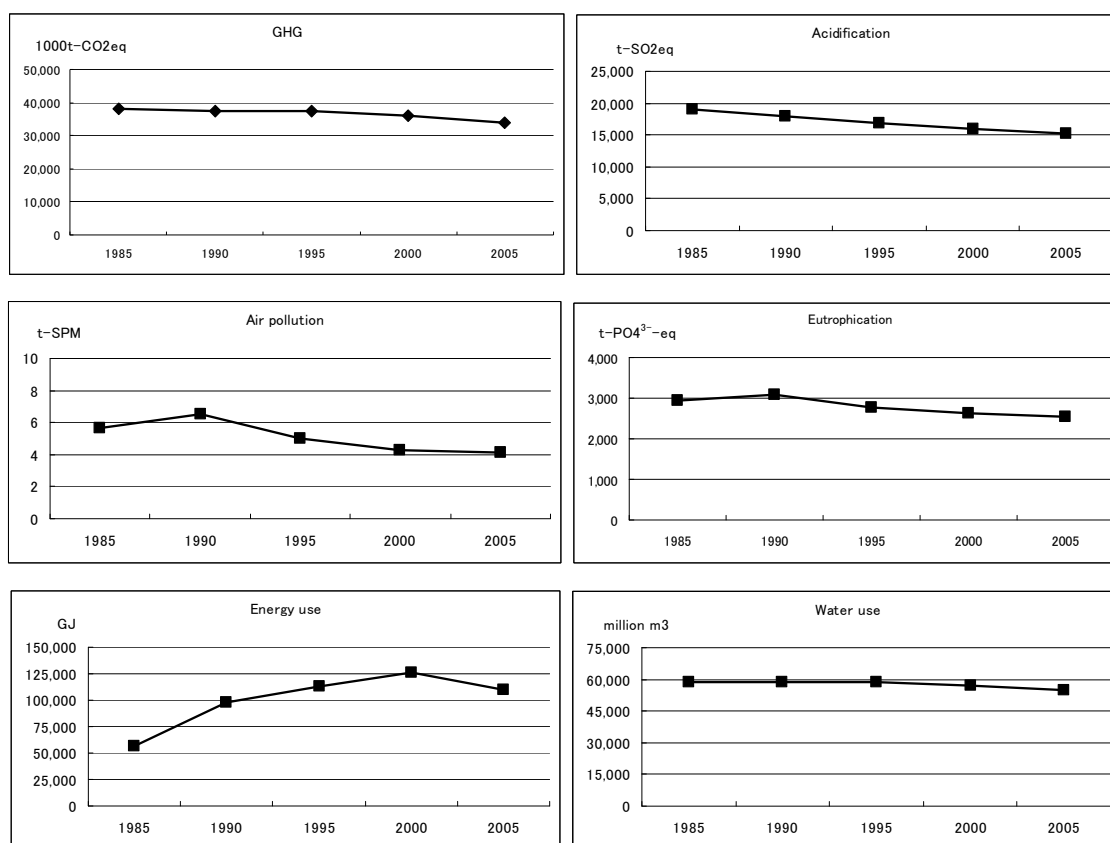 GHG
1000t-CO2eq
50,000
40,000
30,000
20,000
10,000
0
1985 1990 1995 2000 2005
Acidification
t-SO2eq
25,000
20,000
15,000
10,000
5,000
0
1985 1990 1995 2000 2005
Air pollution
t-SPM
10
8
6
4
2
0
1985 1990 1995 2000 2005
Eutrophication
t-PO4³⁻-eq
4,000
3,000
2,000
1,000
0
1985 1990 1995 2000 2005
Energy use
GJ
150,000
125,000
100,000
75,000
50,000
25,000
0
1985 1990 1995 2000 2005
Water use
million m3
75,000
60,000
45,000
30,000
15,000
0
1985 1990 1995 2000 2005